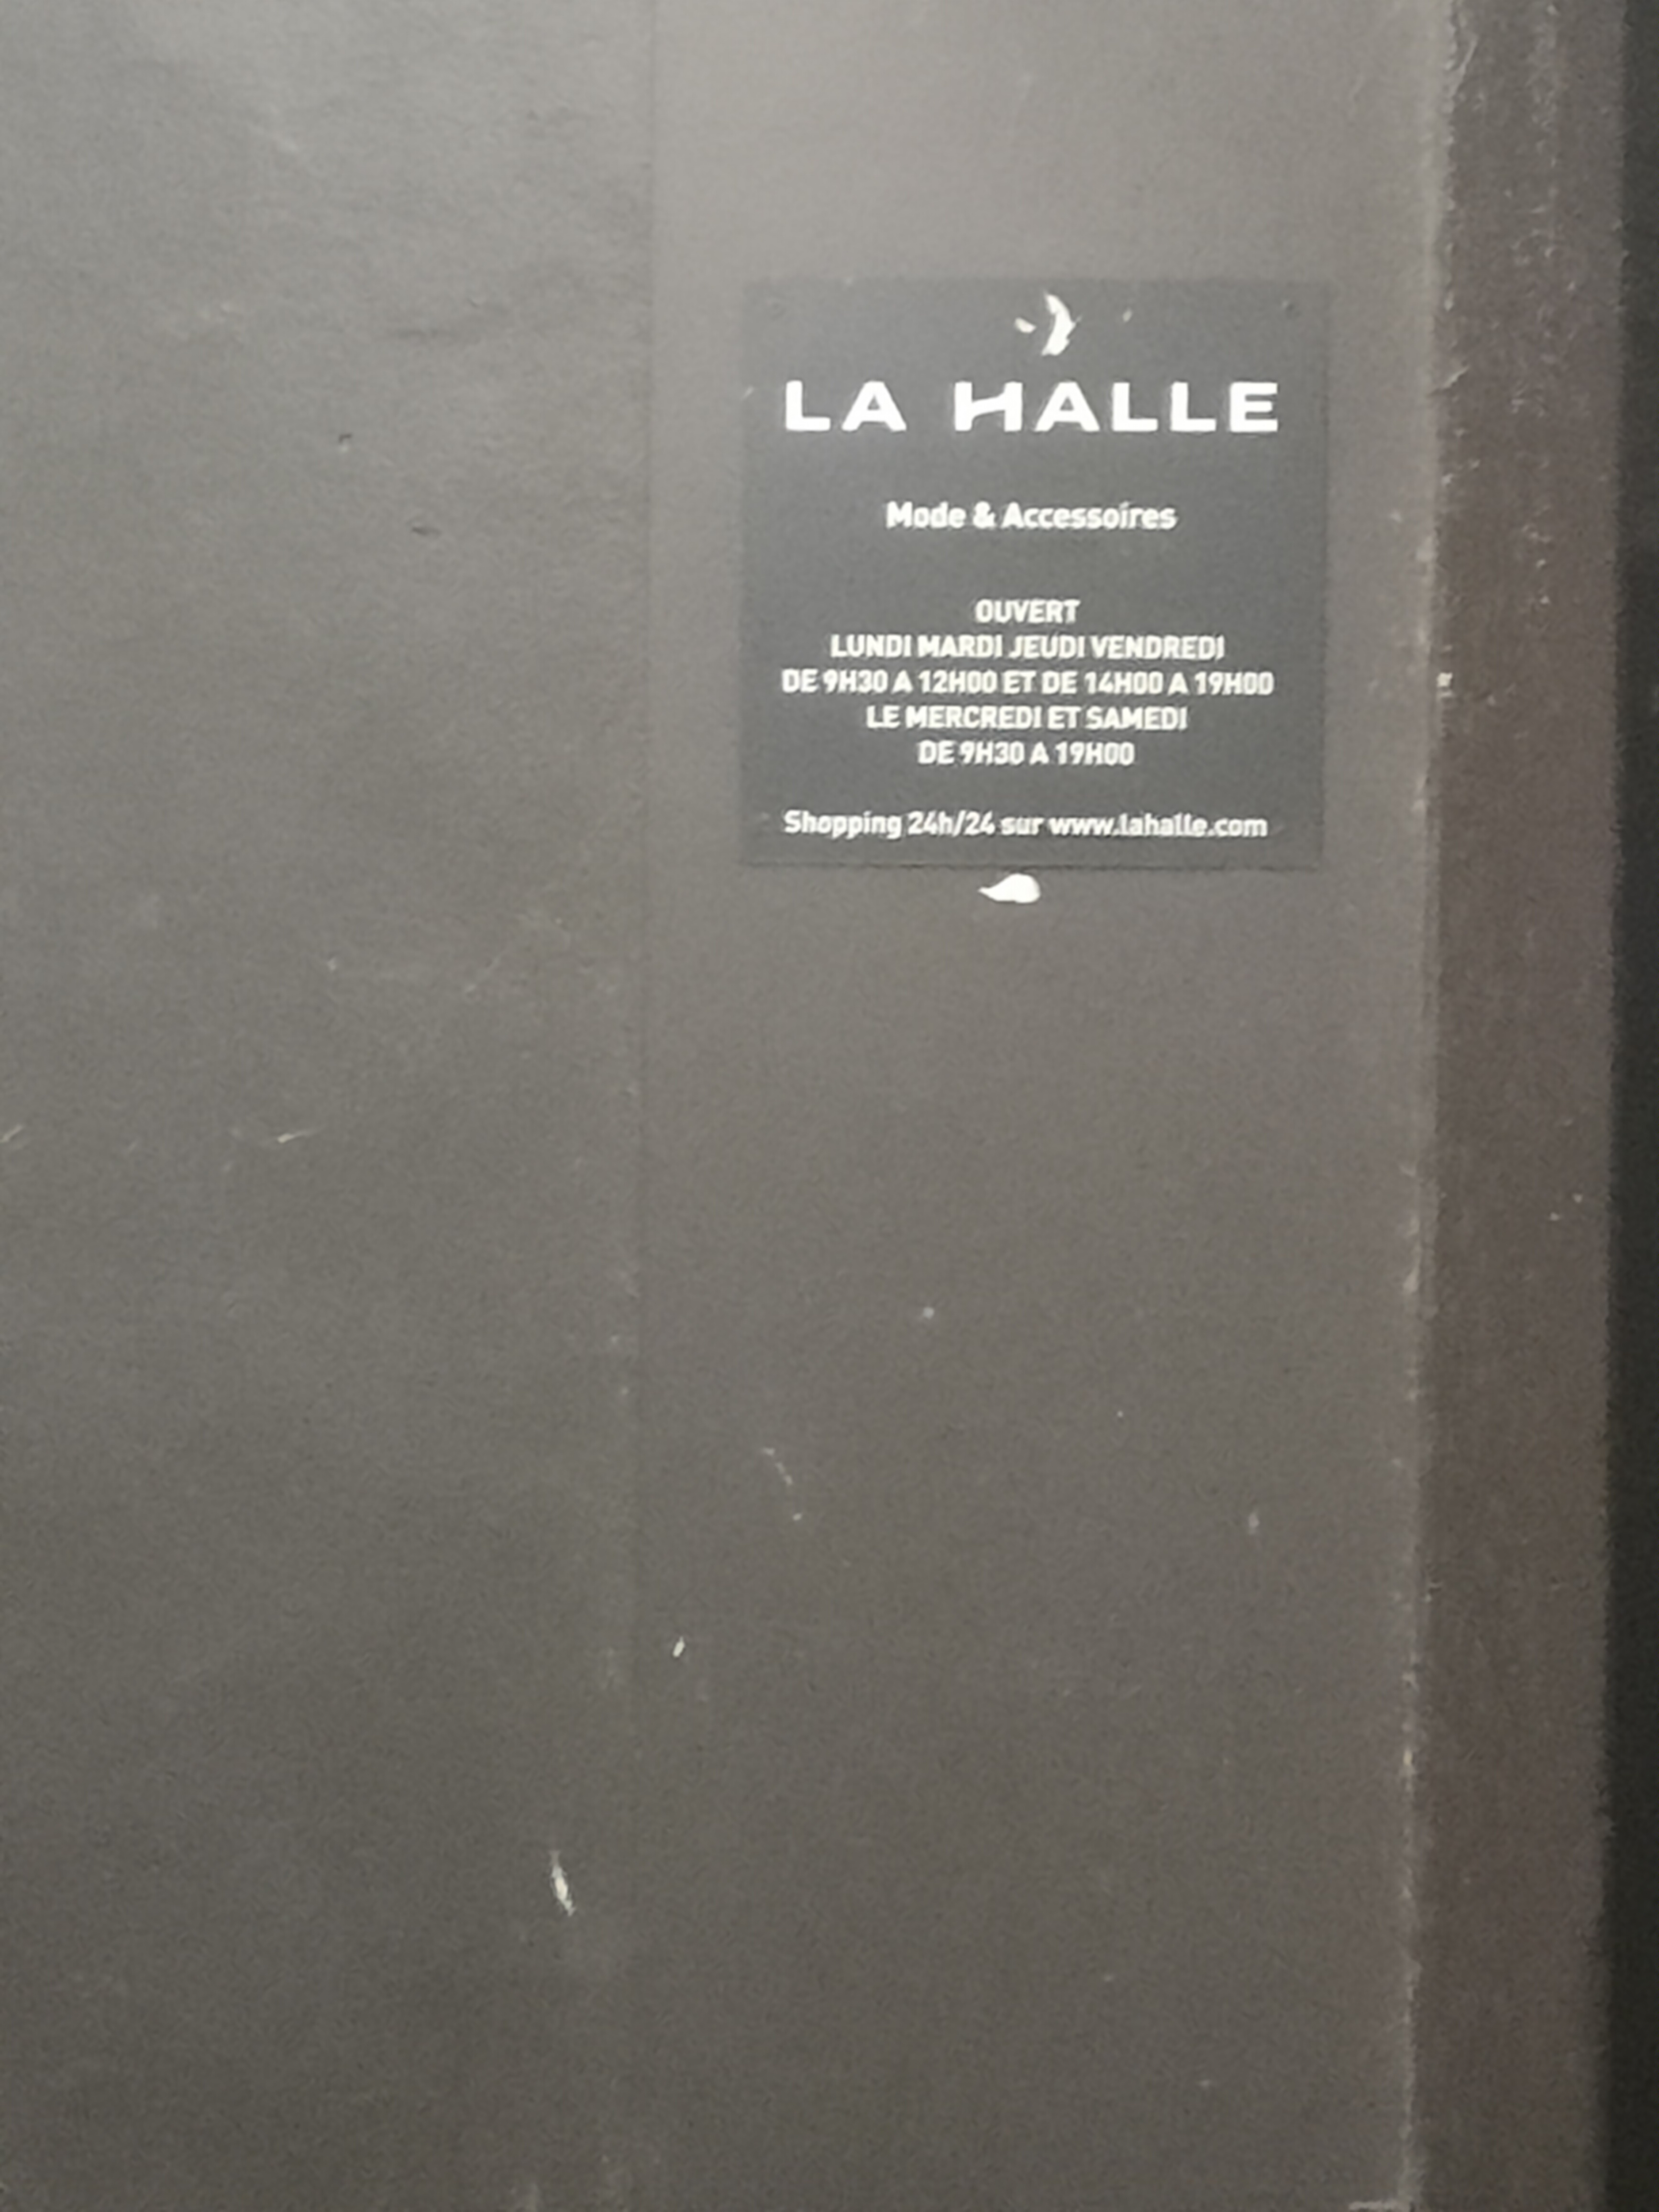 LA HALLE
Mode & Accessoires
OUVERT
LUNDI MARDI JEUDI VENDREDI
DE 9H30 A 12H00 ET DE 14H00 A 19H00
LE MERCREDI ET SAMEDI
DE 9H30 A 19H00
Shopping 24h/24 sur www.lahalle.com